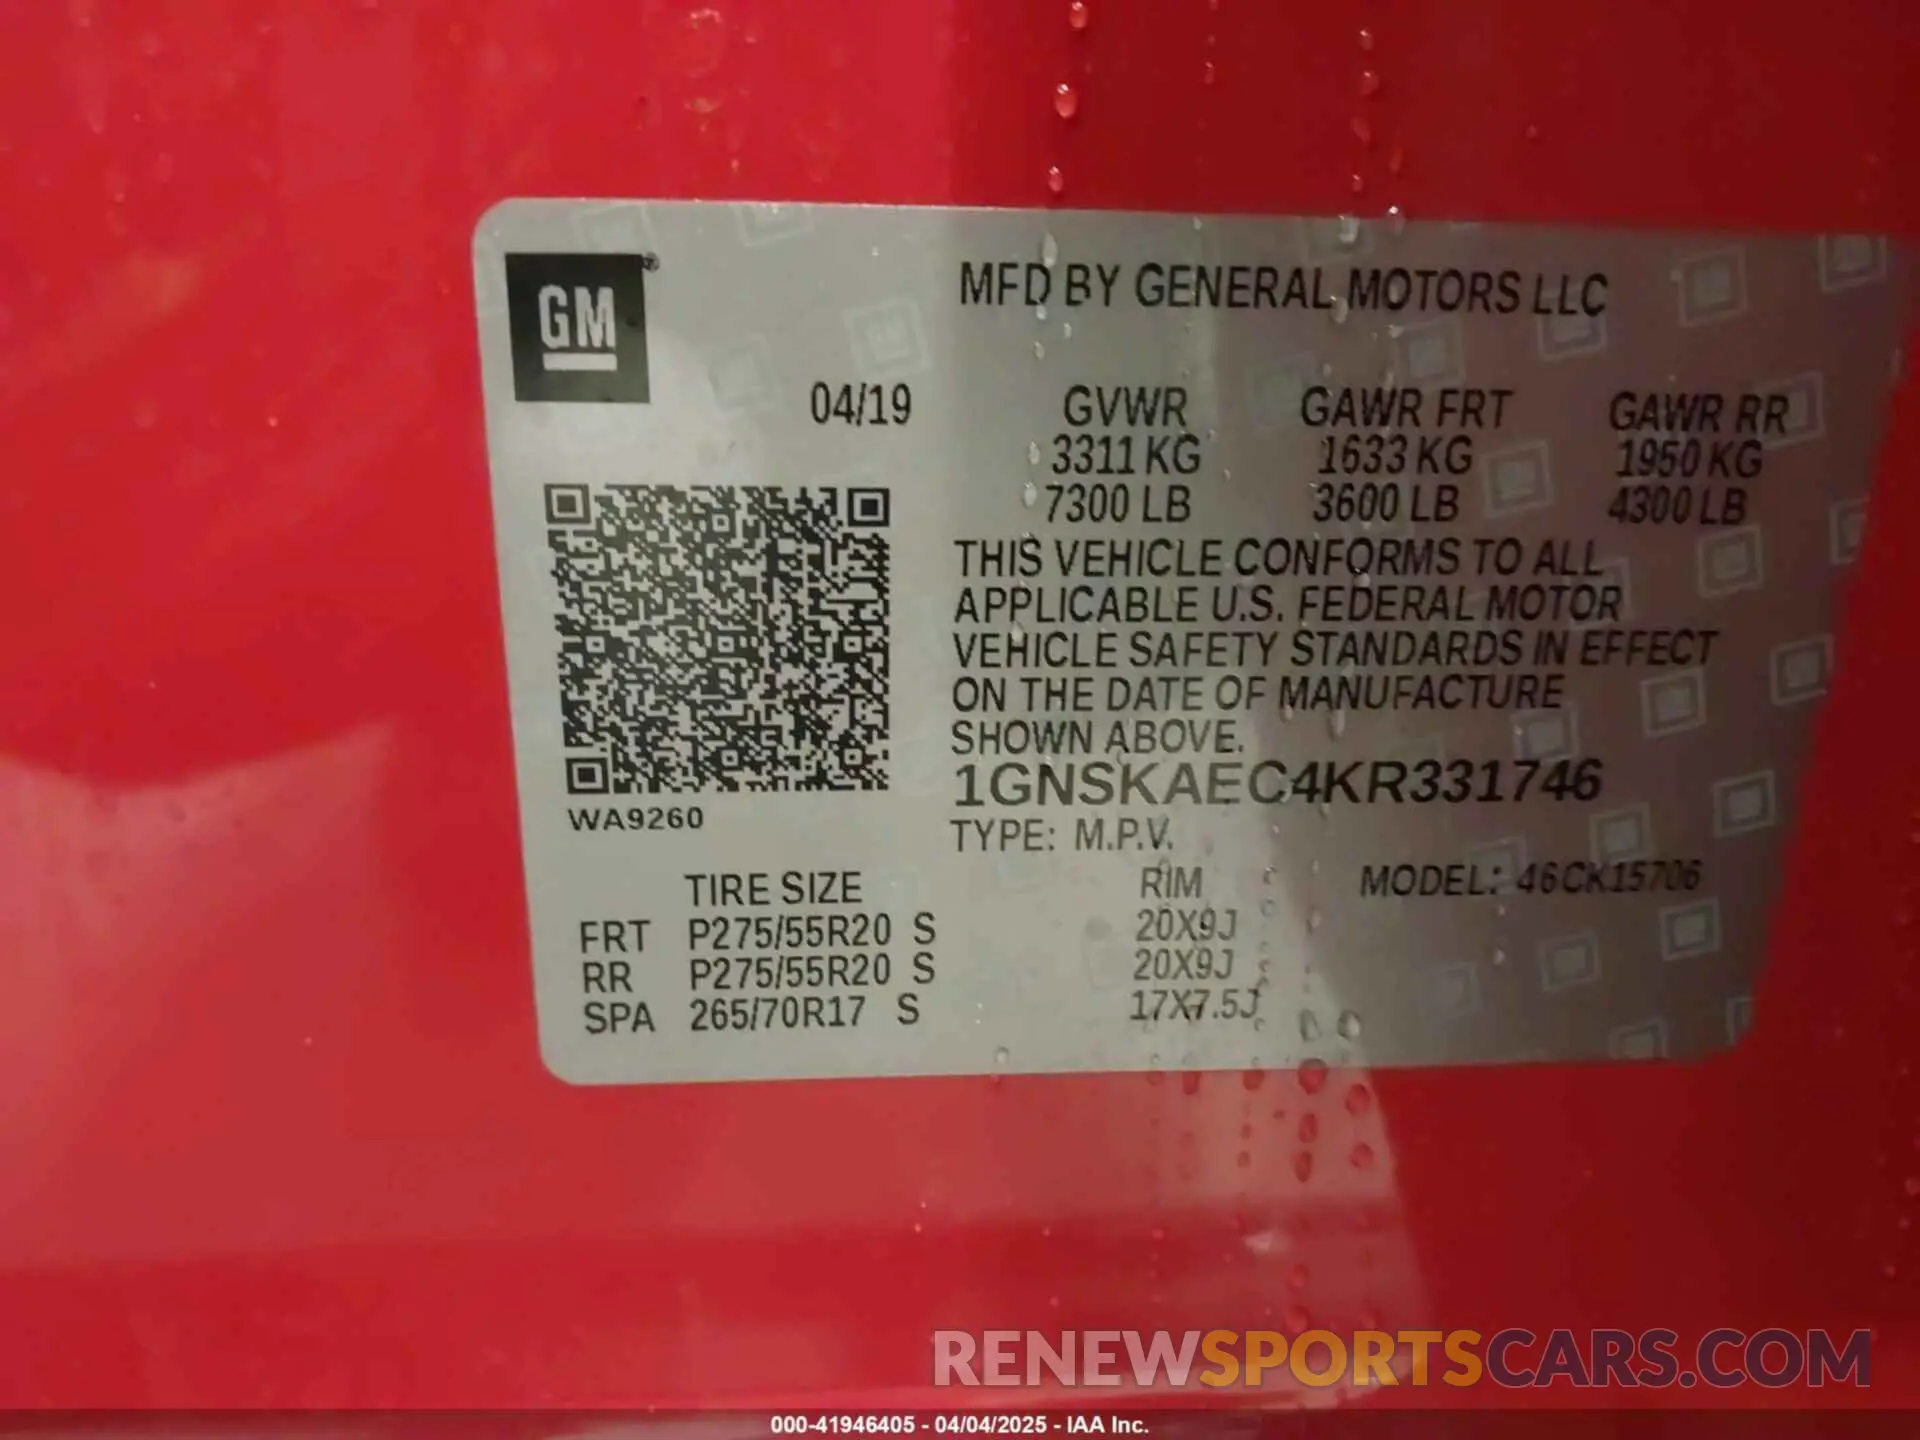 GM®
MFD BY GENERAL MOTORS LLC
04/19 GVWR GAWR FRT GAWR RR
3311 KG 1633 KG 1950 KG
7300 LB 3600 LB 4300 LB
THIS VEHICLE CONFORMS TO ALL
APPLICABLE U.S. FEDERAL MOTOR
VEHICLE SAFETY STANDARDS IN EFFECT
ON THE DATE OF MANUFACTURE
SHOWN ABOVE.
1GNSKAEC4KR331746
WA9260
TYPE: M.P.V.
TIRE SIZE RIM MODEL: 46CK15706
FRT P275/55R20 S 20X9J
RR P275/55R20 S 20X9J
SPA 265/70R17 S 17X7.5J
RENEWSPORTSCARS.COM
000-41946405 - 04/04/2025 - IAA Inc.